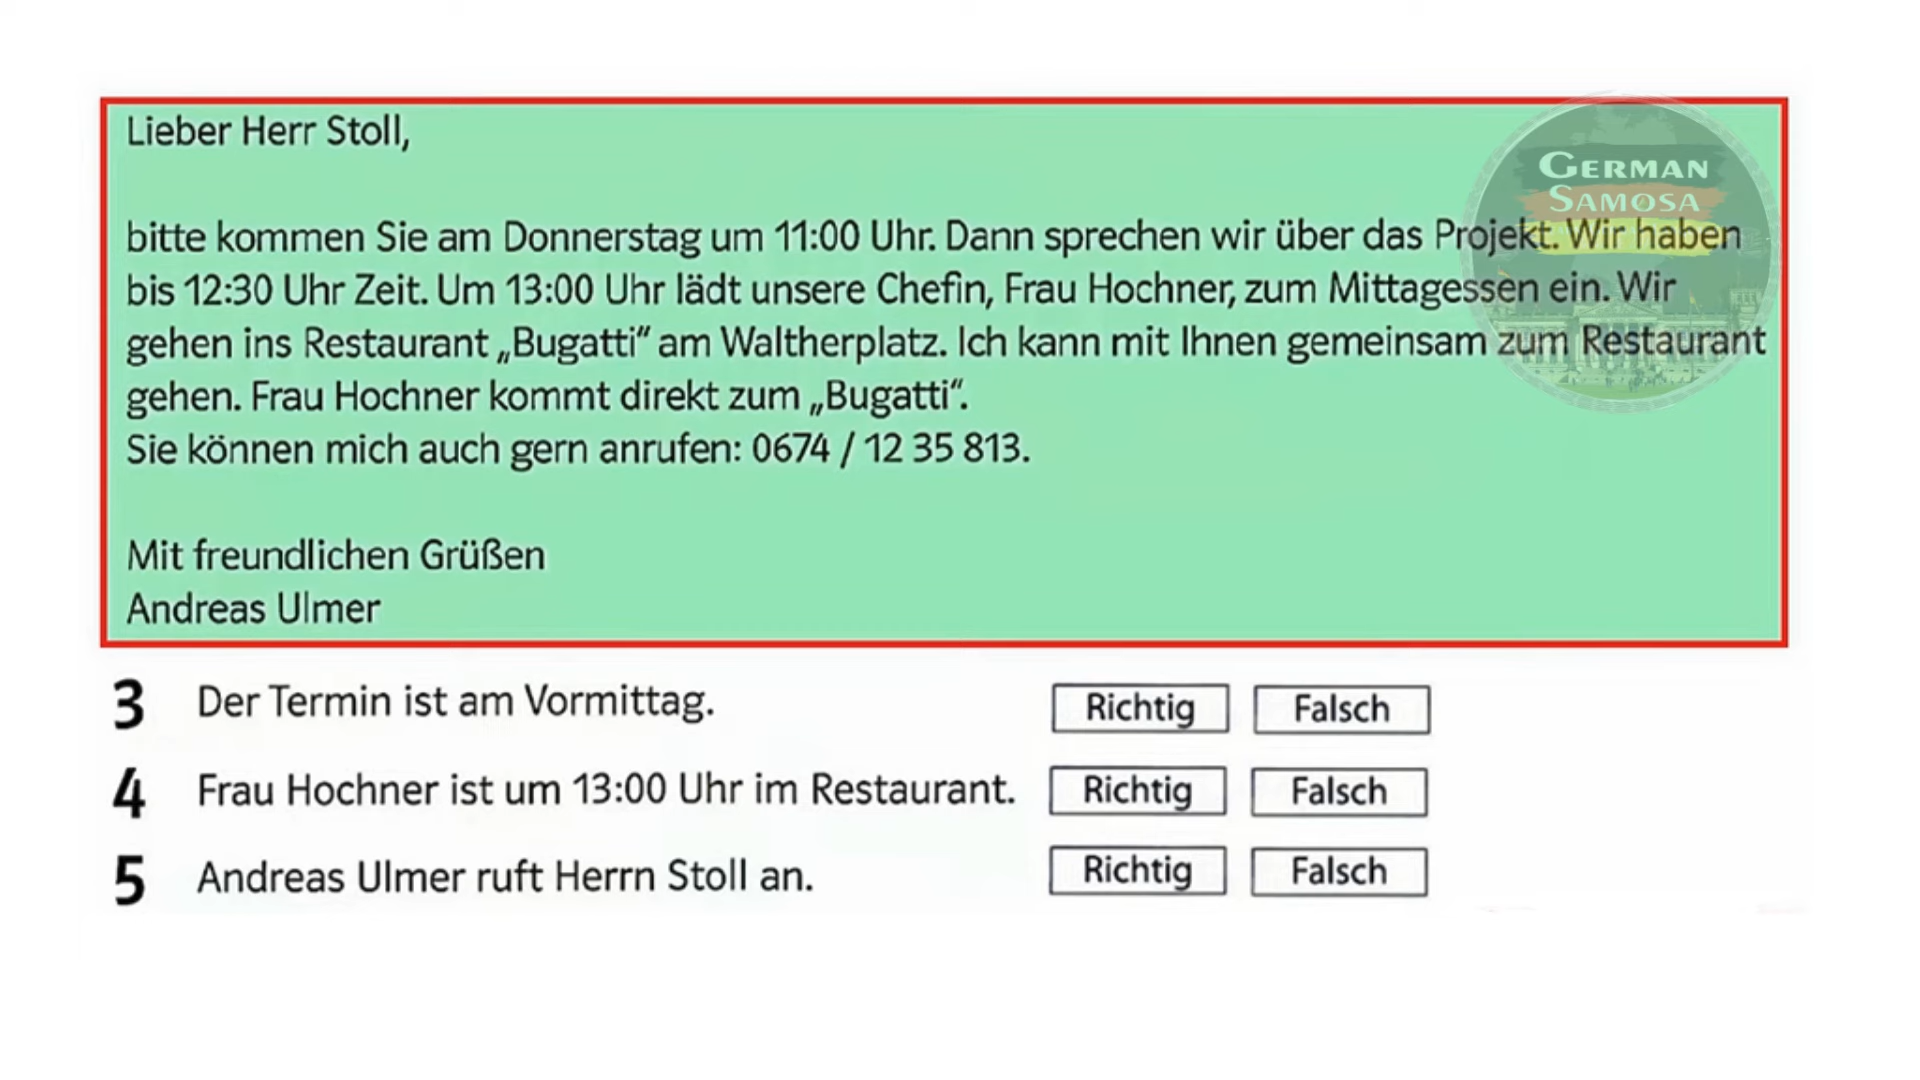 Lieber Herr Stoll,
bitte kommen Sie am Donnerstag um 11:00 Uhr. Dann sprechen wir über das Projekt. Wir haben
bis 12:30 Uhr Zeit. Um 13:00 Uhr lädt unsere Chefin, Frau Hochner, zum Mittagessen ein. Wir
gehen ins Restaurant „Bugatti“ am Waltherplatz. Ich kann mit Ihnen gemeinsam zum Restaurant
gehen. Frau Hochner kommt direkt zum „Bugatti“.
Sie können mich auch gern anrufen: 0674 / 12 35 813.
Mit freundlichen Grüßen
Andreas Ulmer
GERMAN
SAMOSA
3 Der Termin ist am Vormittag. Richtig Falsch
4 Frau Hochner ist um 13:00 Uhr im Restaurant. Richtig Falsch
5 Andreas Ulmer ruft Herrn Stoll an. Richtig Falsch